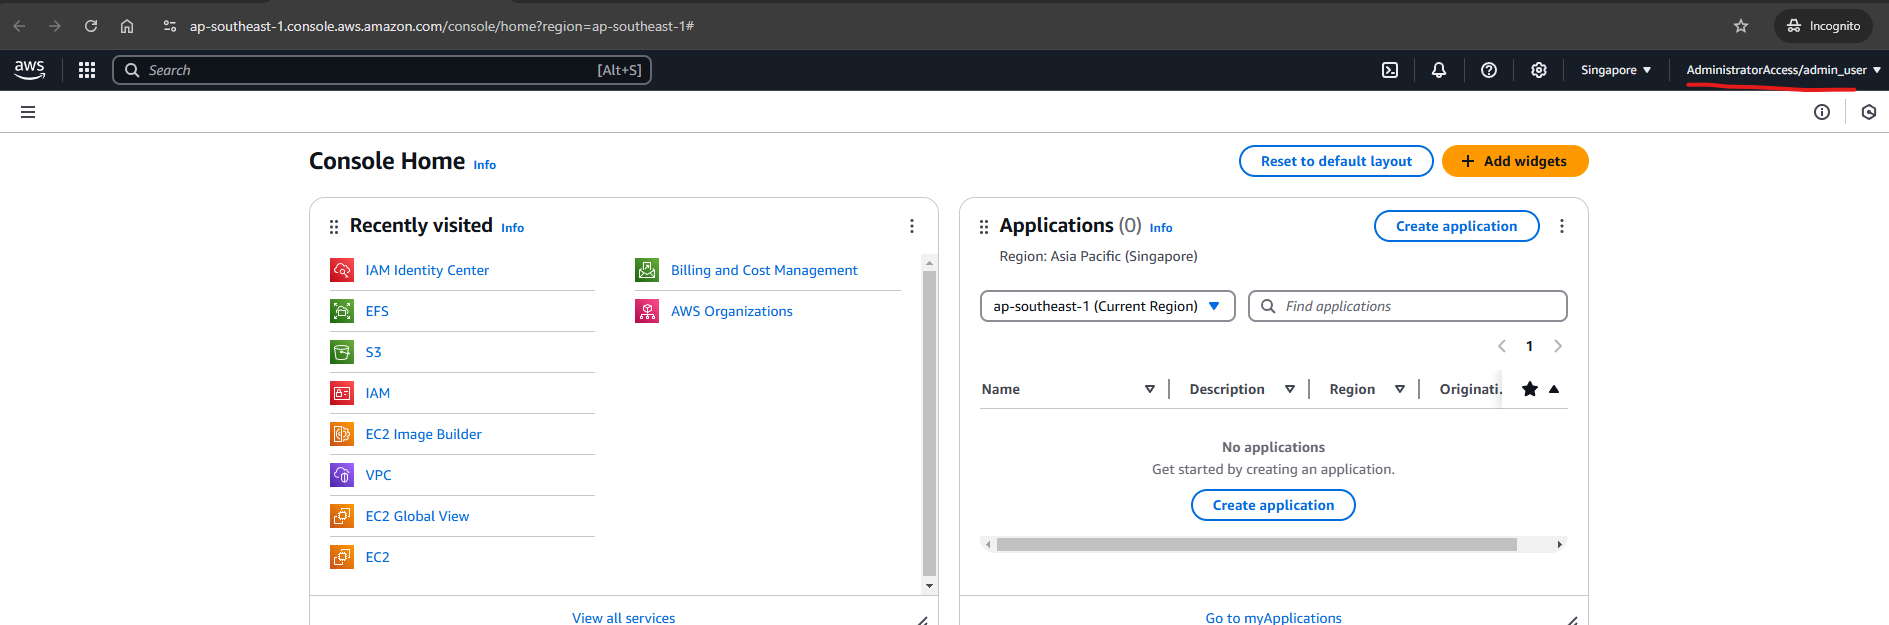 ap-southeast-1.console.aws.amazon.com/console/home?region=ap-southeast-1#
Incognito
aws
Search
[Alt+S]
Singapore
AdministratorAccess/admin_user
Console Home Info
Reset to default layout
Add widgets
Recently visited Info
IAM Identity Center
EFS
S3
IAM
EC2 Image Builder
VPC
EC2 Global View
EC2
Billing and Cost Management
AWS Organizations
View all services
Applications (0) Info
Create application
Region: Asia Pacific (Singapore)
ap-southeast-1 (Current Region)
Find applications
1
Name
Description
Region
Originati.
No applications
Get started by creating an application.
Create application
Go to myApplications